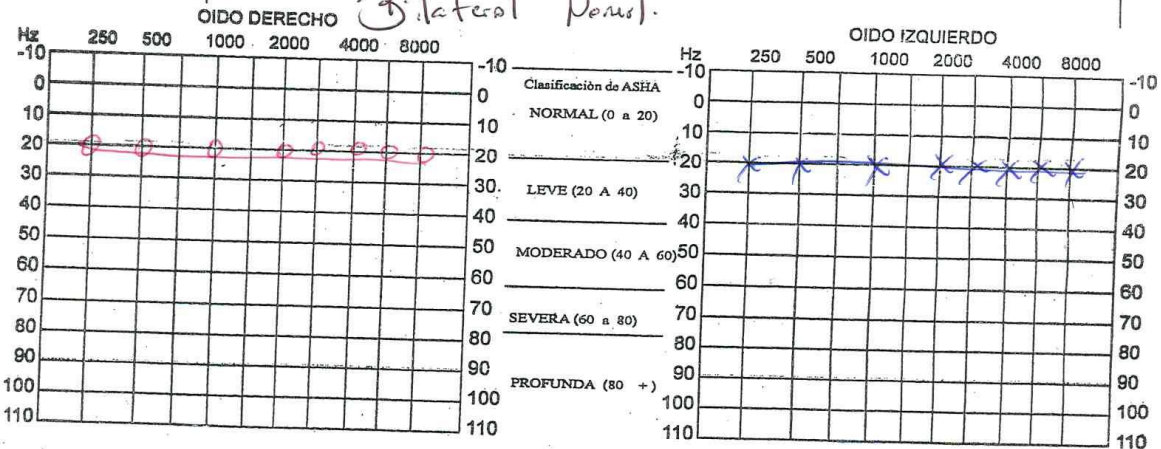 Bilateral Normal.
OIDO DERECHO
Hz 250 500 1000 2000 4000 8000
-10 -10
0 0
10 10
20 20
30 30.
40 40
50 50
60 60
70 70
80 80
90 90
100 100
110 110
Clasificaciòn de ASHA
NORMAL (0 a 20)
LEVE (20 A 40)
MODERADO (40 A 60)
SEVERA (60 a 80)
PROFUNDA (80 +)
OIDO IZQUIERDO
Hz 250 500 1000 2000 4000 8000
-10 -10
0 0
10 10
20 20
30 30
40 40
50 50
60 60
70 70
80 80
90 90
100 100
110 110